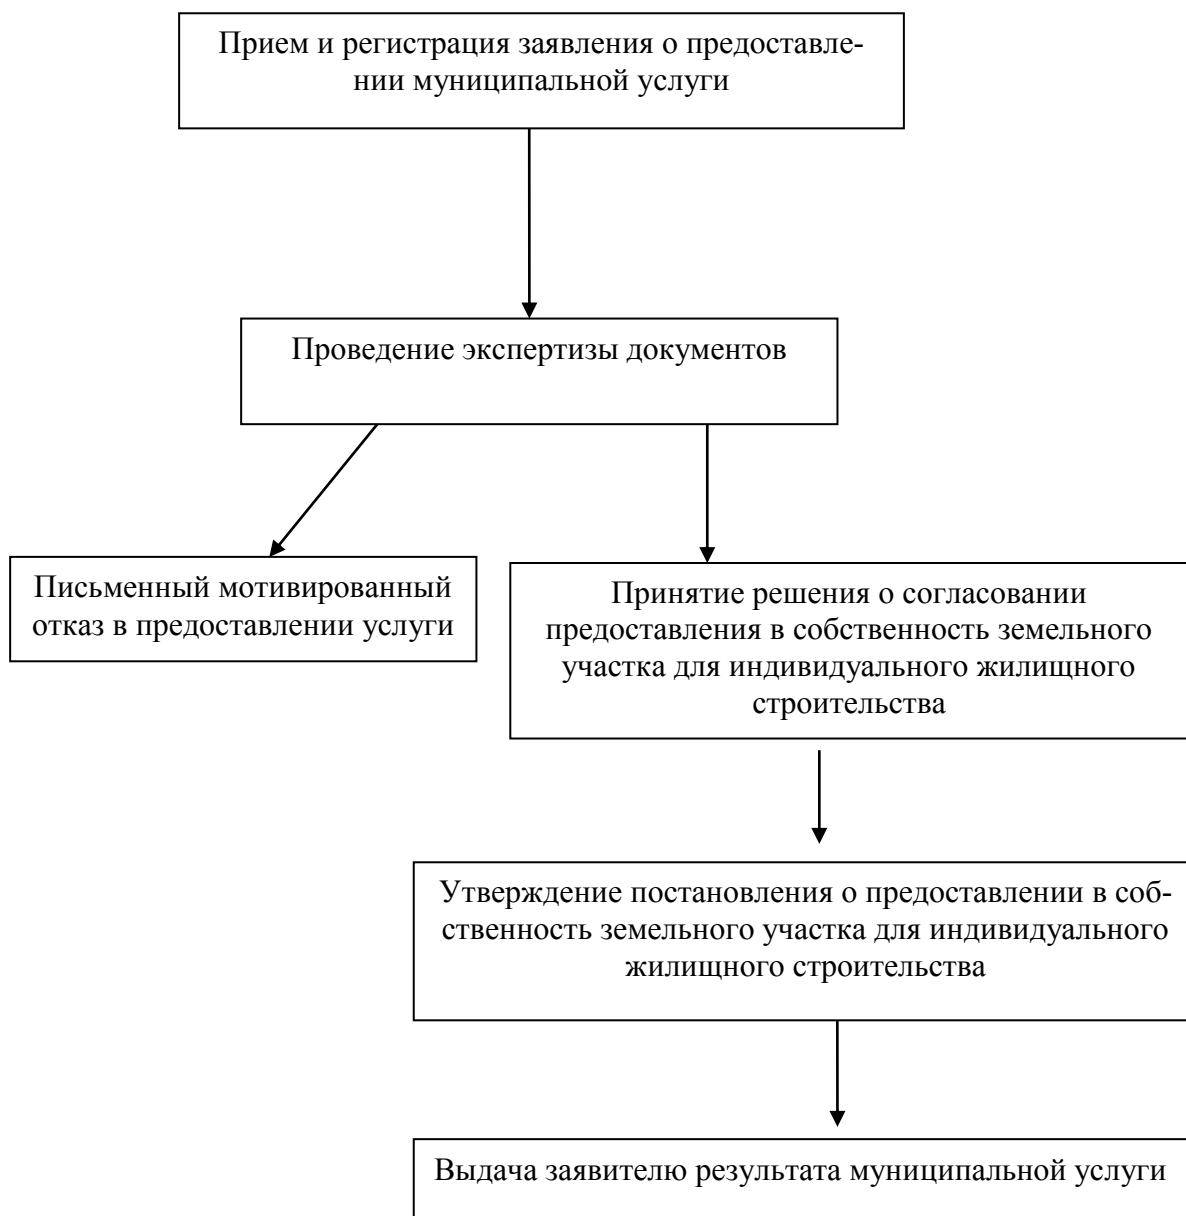 Прием и регистрация заявления о предоставле-
нии муниципальной услуги
Проведение экспертизы документов
Письменный мотивированный
отказ в предоставлении услуги
Принятие решения о согласовании
предоставления в собственность земельного
участка для индивидуального жилищного
строительства
Утверждение постановления о предоставлении в соб-
ственность земельного участка для индивидуального
жилищного строительства
Выдача заявителю результата муниципальной услуги